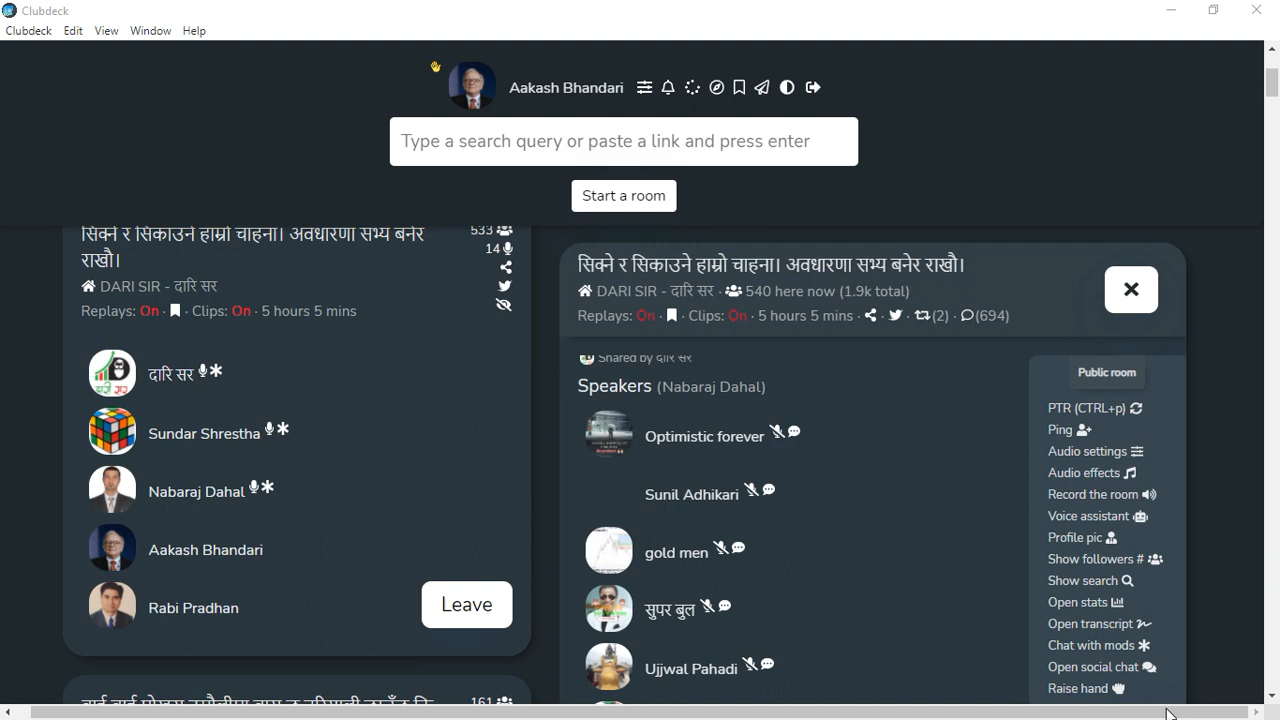 Clubdeck
Clubdeck Edit View Window Help
Aakash Bhandari
Type a search query or paste a link and press enter
Start a room
सिक्ने र सिकाउने हाम्रो चाहना। अवधारणा सभ्य बनेर
राखौ।
533
14
DARI SIR - दारि सर
Replays: On · Clips: On · 5 hours 5 mins
दारि सर
Sundar Shrestha
Nabaraj Dahal
Aakash Bhandari
Rabi Pradhan
Leave
161
सिक्ने र सिकाउने हाम्रो चाहना। अवधारणा सभ्य बनेर राखौ।
DARI SIR - दारि सर · 540 here now (1.9k total)
Replays: On · Clips: On · 5 hours 5 mins · (2) · (694)
Shared by दारि सर
Speakers (Nabaraj Dahal)
Optimistic forever
Sunil Adhikari
gold men
सुपर बुल
Ujjwal Pahadi
Public room
PTR (CTRL+p)
Ping
Audio settings
Audio effects
Record the room
Voice assistant
Profile pic
Show followers #
Show search
Open stats
Open transcript
Chat with mods
Open social chat
Raise hand